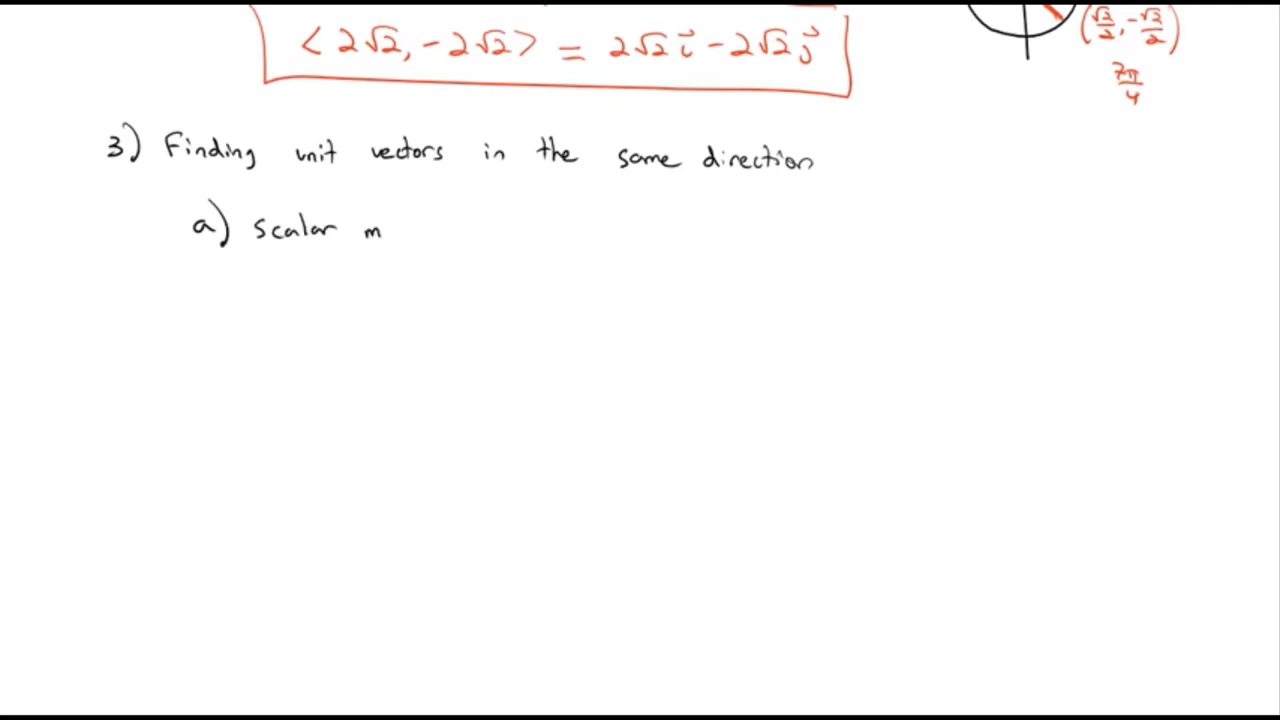 <2√2, -2√2> = 2√2 i⃗ - 2√2 j⃗
(√2/2, -√2/2)
7π/4
3) Finding unit vectors in the same direction
a) scalar m